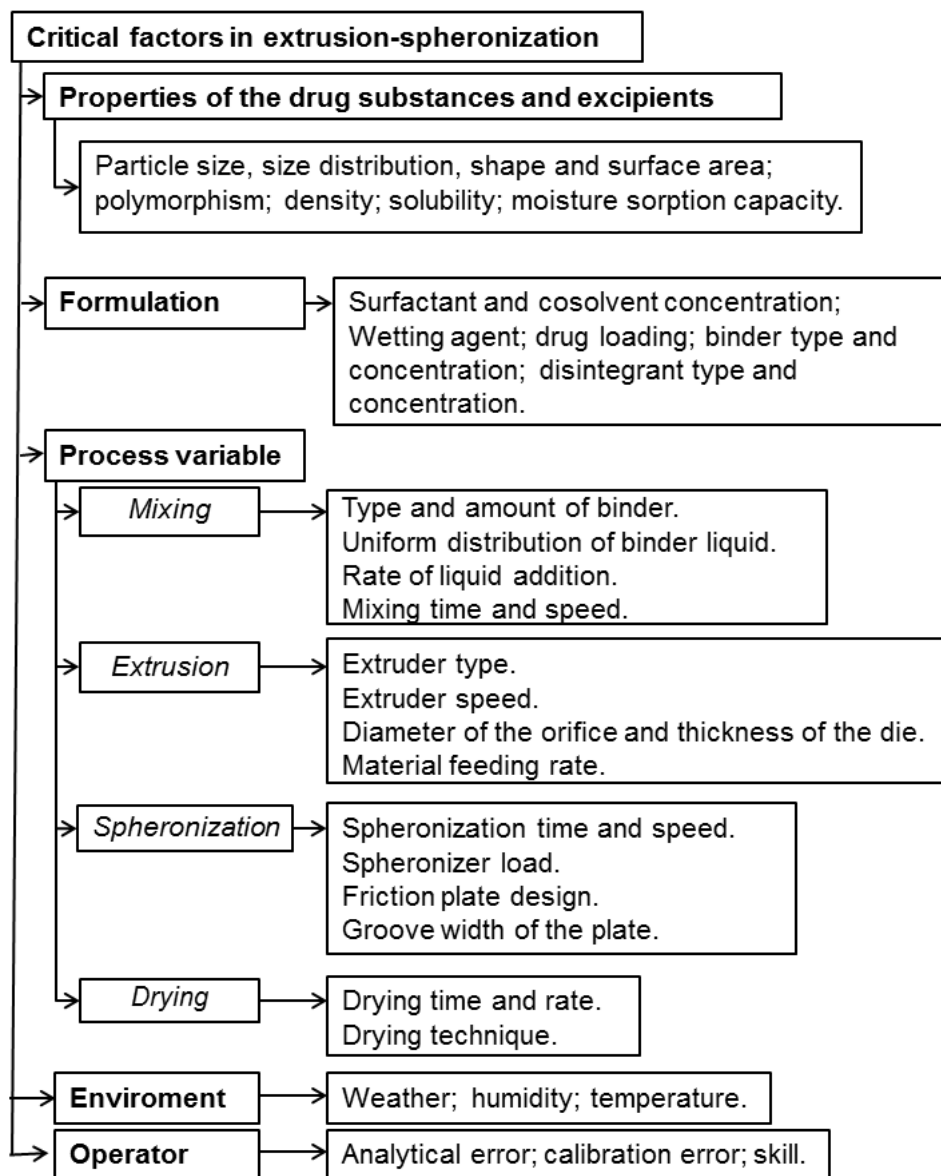 Critical factors in extrusion-spheronization
Properties of the drug substances and excipients
Particle size, size distribution, shape and surface area;
polymorphism; density; solubility; moisture sorption capacity.
Formulation
Surfactant and cosolvent concentration;
Wetting agent; drug loading; binder type and
concentration; disintegrant type and
concentration.
Process variable
Mixing
Type and amount of binder.
Uniform distribution of binder liquid.
Rate of liquid addition.
Mixing time and speed.
Extrusion
Extruder type.
Extruder speed.
Diameter of the orifice and thickness of the die.
Material feeding rate.
Spheronization
Spheronization time and speed.
Spheronizer load.
Friction plate design.
Groove width of the plate.
Drying
Drying time and rate.
Drying technique.
Enviroment
Weather; humidity; temperature.
Operator
Analytical error; calibration error; skill.